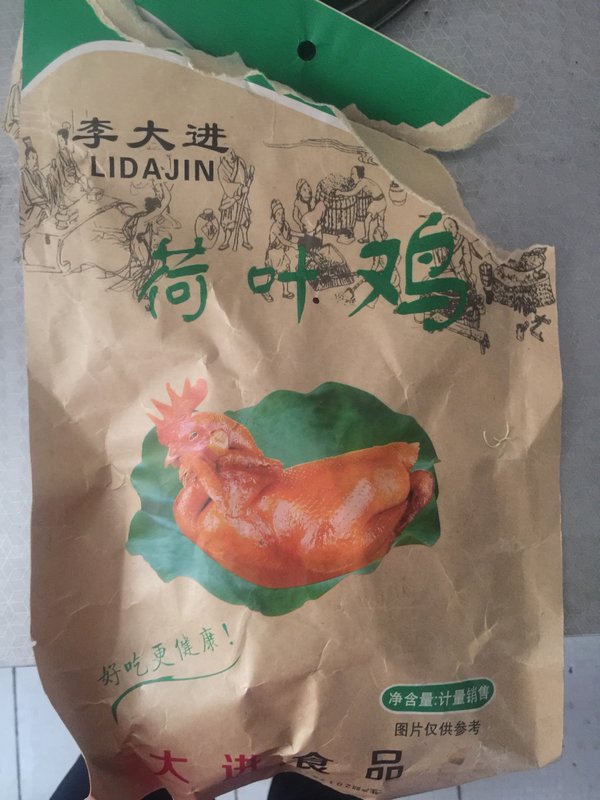 李大进
LIDAJIN
荷叶鸡
好吃更健康!
净含量:计量销售
图片仅供参考
大进食品